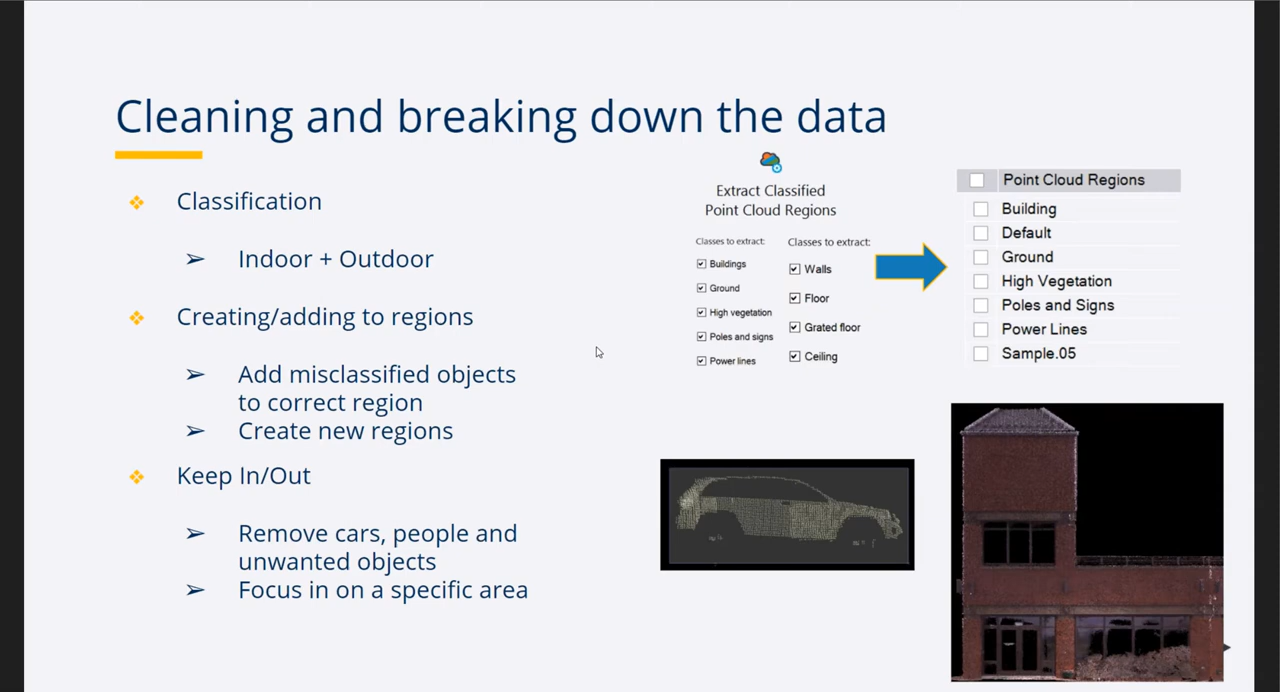 Cleaning and breaking down the data
Classification
Indoor + Outdoor
Creating/adding to regions
Add misclassified objects
to correct region
Create new regions
Keep In/Out
Remove cars, people and
unwanted objects
Focus in on a specific area
Extract Classified
Point Cloud Regions
Classes to extract:
Buildings
Ground
High vegetation
Poles and signs
Power lines
Classes to extract:
Walls
Floor
Grated floor
Ceiling
Point Cloud Regions
Building
Default
Ground
High Vegetation
Poles and Signs
Power Lines
Sample.05